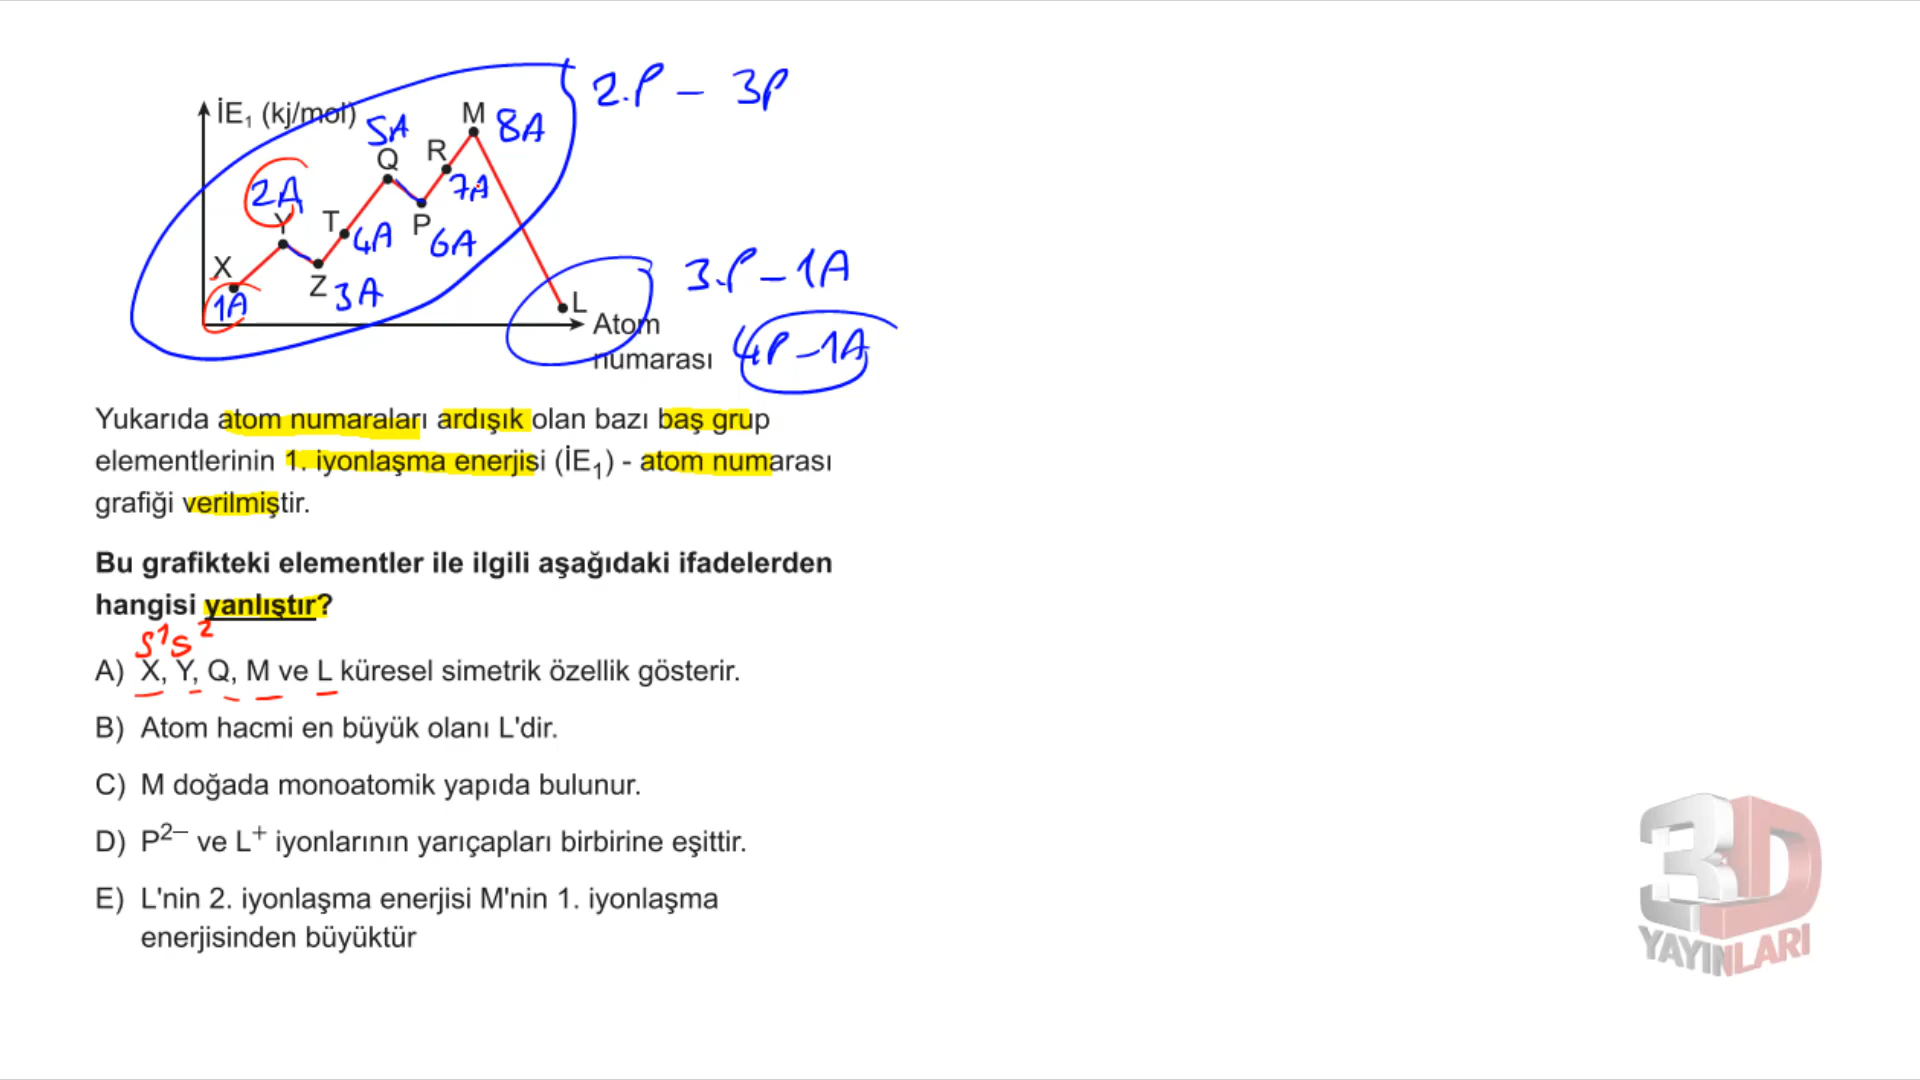 2.P - 3P
İE₁ (kj/mol)
M 8A
5A
Q R
2A 7A
Y T
4A P 6A
X
1A Z 3A
3.P - 1A
L
Atom
numarası 4P - 1A
Yukarıda atom numaraları ardışık olan bazı baş grup
elementlerinin 1. iyonlaşma enerjisi (İE₁) - atom numarası
grafiği verilmiştir.
Bu grafikteki elementler ile ilgili aşağıdaki ifadelerden
hangisi yanlıştır?
s¹ s²
A) X, Y, Q, M ve L küresel simetrik özellik gösterir.
B) Atom hacmi en büyük olanı L'dir.
C) M doğada monoatomik yapıda bulunur.
D) P²⁻ ve L⁺ iyonlarının yarıçapları birbirine eşittir.
E) L'nin 2. iyonlaşma enerjisi M'nin 1. iyonlaşma
enerjisinden büyüktür
3D
YAYINLARI